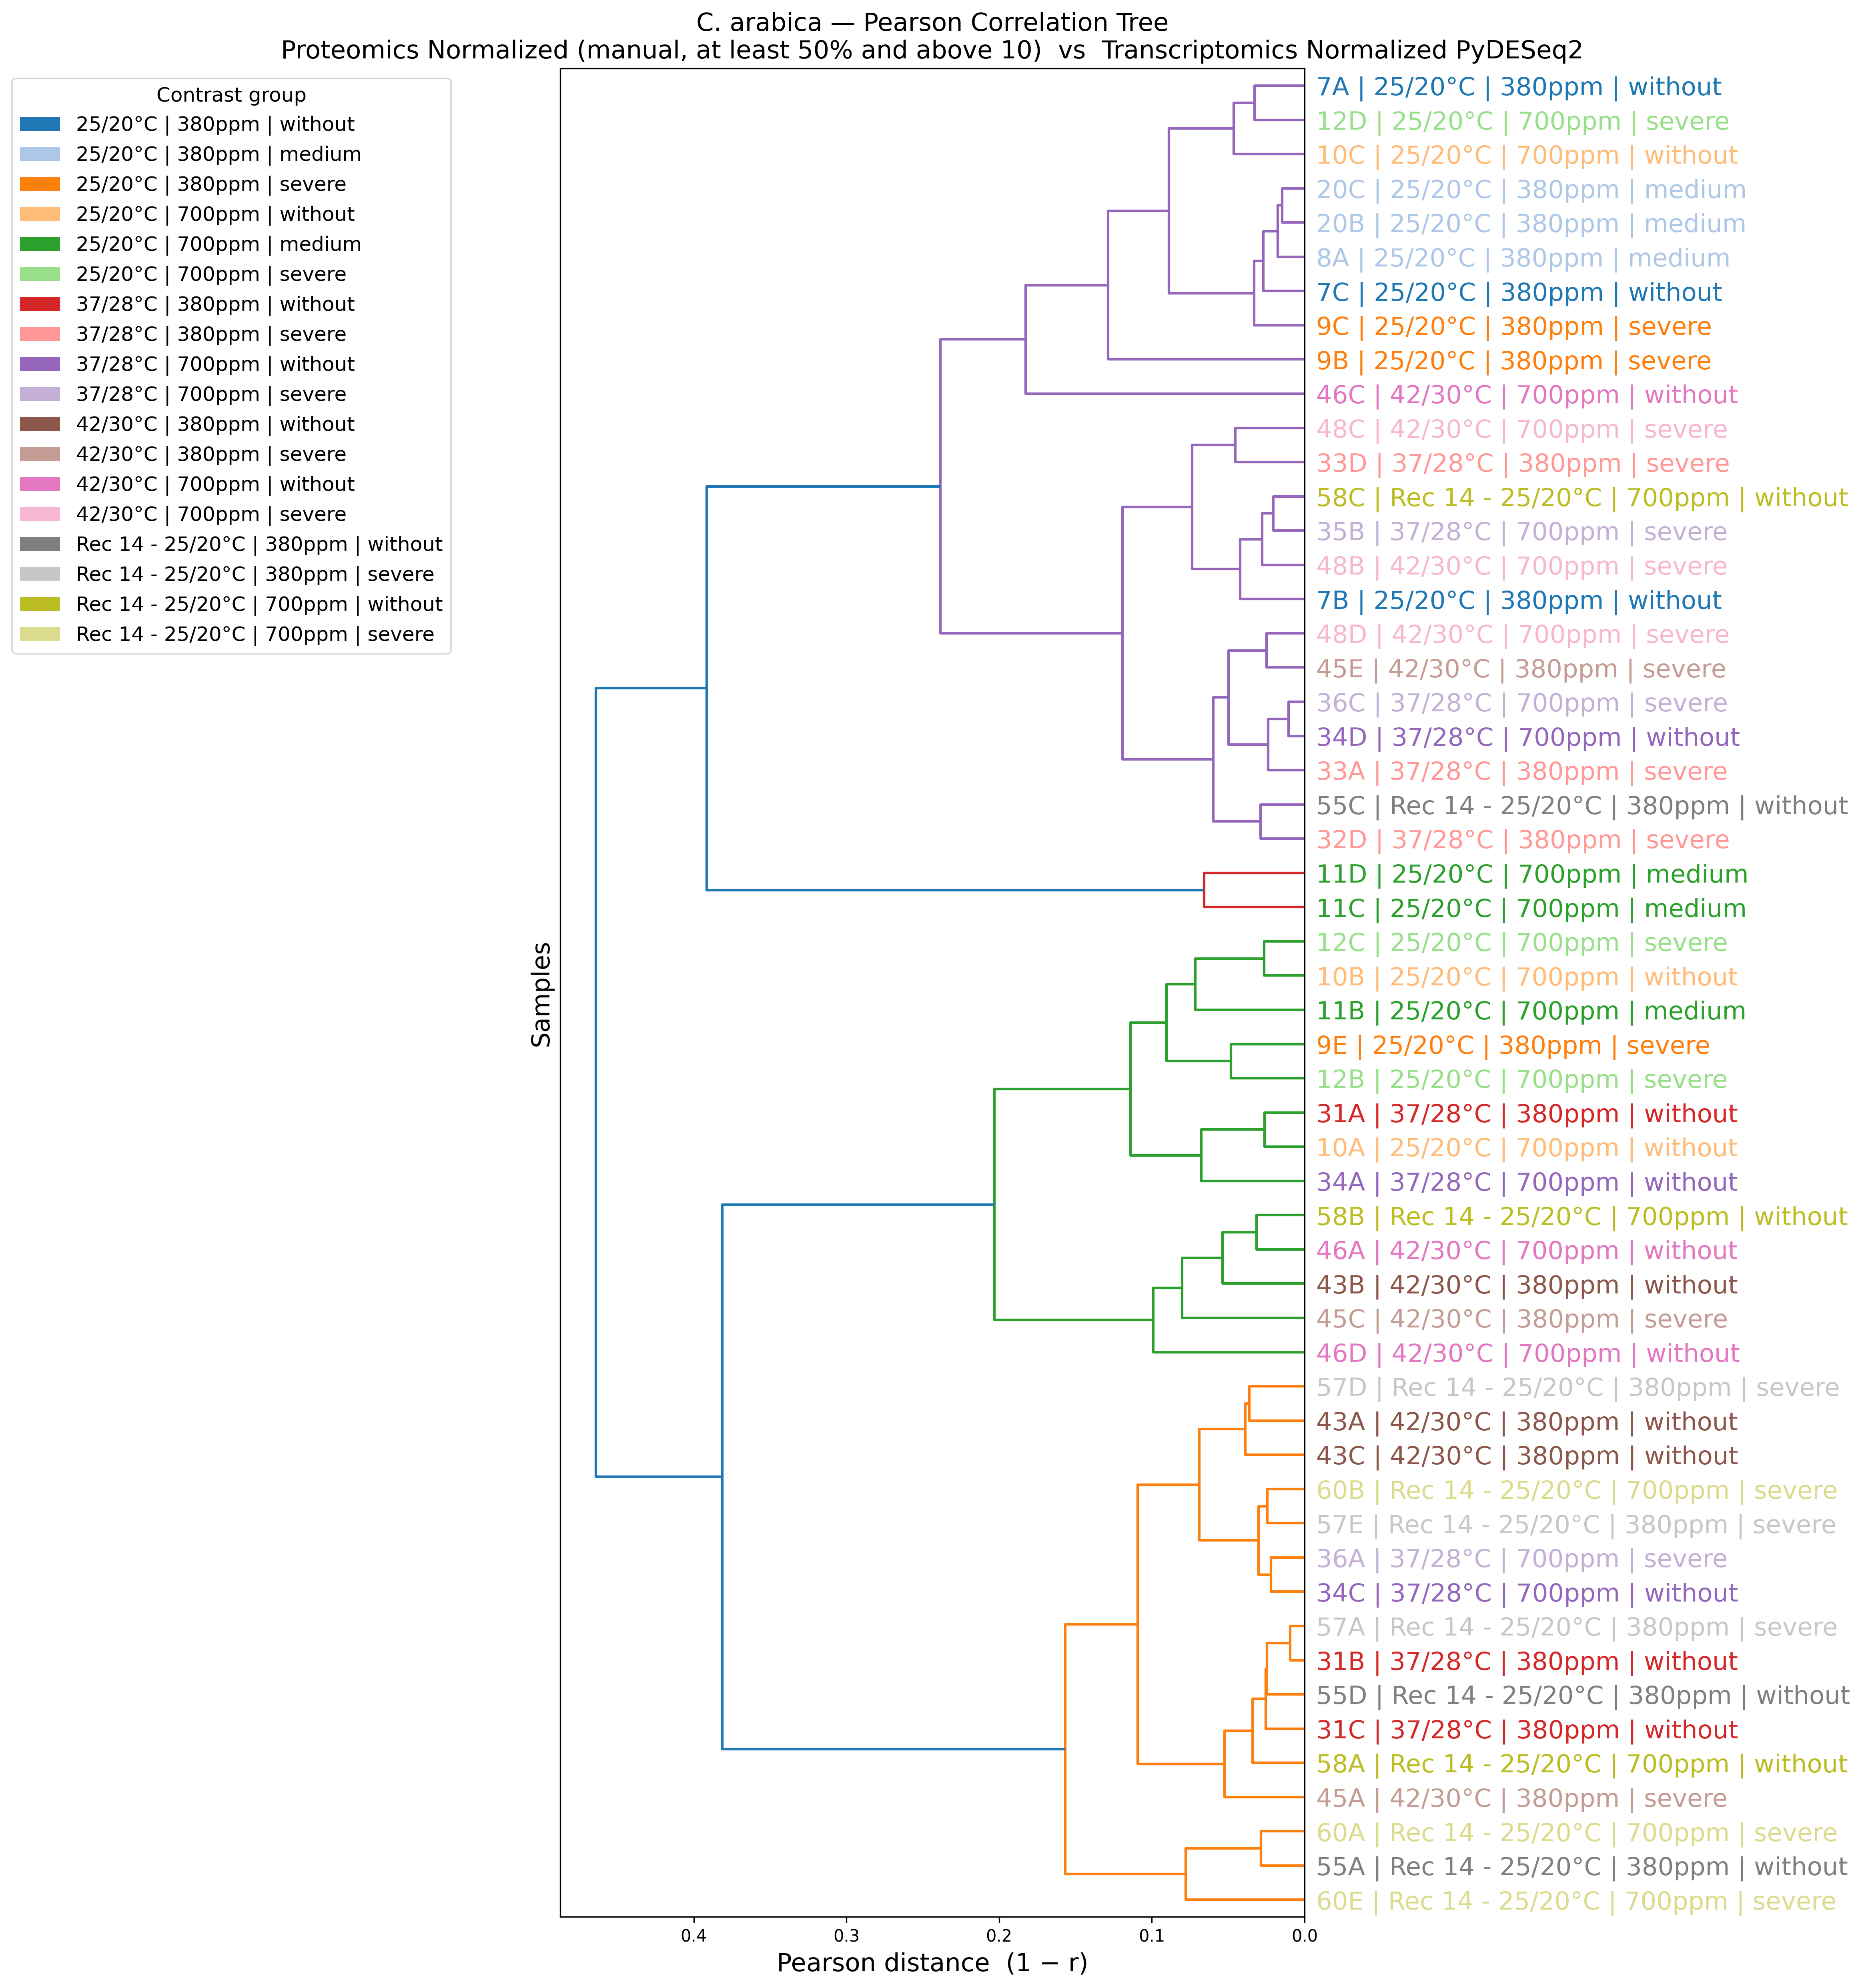 C. arabica — Pearson Correlation Tree
Proteomics Normalized (manual, at least 50% and above 10)  vs  Transcriptomics Normalized PyDESeq2
Contrast group
25/20°C | 380ppm | without
25/20°C | 380ppm | medium
25/20°C | 380ppm | severe
25/20°C | 700ppm | without
25/20°C | 700ppm | medium
25/20°C | 700ppm | severe
37/28°C | 380ppm | without
37/28°C | 380ppm | severe
37/28°C | 700ppm | without
37/28°C | 700ppm | severe
42/30°C | 380ppm | without
42/30°C | 380ppm | severe
42/30°C | 700ppm | without
42/30°C | 700ppm | severe
Rec 14 - 25/20°C | 380ppm | without
Rec 14 - 25/20°C | 380ppm | severe
Rec 14 - 25/20°C | 700ppm | without
Rec 14 - 25/20°C | 700ppm | severe
Samples
7A | 25/20°C | 380ppm | without
12D | 25/20°C | 700ppm | severe
10C | 25/20°C | 700ppm | without
20C | 25/20°C | 380ppm | medium
20B | 25/20°C | 380ppm | medium
8A | 25/20°C | 380ppm | medium
7C | 25/20°C | 380ppm | without
9C | 25/20°C | 380ppm | severe
9B | 25/20°C | 380ppm | severe
46C | 42/30°C | 700ppm | without
48C | 42/30°C | 700ppm | severe
33D | 37/28°C | 380ppm | severe
58C | Rec 14 - 25/20°C | 700ppm | without
35B | 37/28°C | 700ppm | severe
48B | 42/30°C | 700ppm | severe
7B | 25/20°C | 380ppm | without
48D | 42/30°C | 700ppm | severe
45E | 42/30°C | 380ppm | severe
36C | 37/28°C | 700ppm | severe
34D | 37/28°C | 700ppm | without
33A | 37/28°C | 380ppm | severe
55C | Rec 14 - 25/20°C | 380ppm | without
32D | 37/28°C | 380ppm | severe
11D | 25/20°C | 700ppm | medium
11C | 25/20°C | 700ppm | medium
12C | 25/20°C | 700ppm | severe
10B | 25/20°C | 700ppm | without
11B | 25/20°C | 700ppm | medium
9E | 25/20°C | 380ppm | severe
12B | 25/20°C | 700ppm | severe
31A | 37/28°C | 380ppm | without
10A | 25/20°C | 700ppm | without
34A | 37/28°C | 700ppm | without
58B | Rec 14 - 25/20°C | 700ppm | without
46A | 42/30°C | 700ppm | without
43B | 42/30°C | 380ppm | without
45C | 42/30°C | 380ppm | severe
46D | 42/30°C | 700ppm | without
57D | Rec 14 - 25/20°C | 380ppm | severe
43A | 42/30°C | 380ppm | without
43C | 42/30°C | 380ppm | without
60B | Rec 14 - 25/20°C | 700ppm | severe
57E | Rec 14 - 25/20°C | 380ppm | severe
36A | 37/28°C | 700ppm | severe
34C | 37/28°C | 700ppm | without
57A | Rec 14 - 25/20°C | 380ppm | severe
31B | 37/28°C | 380ppm | without
55D | Rec 14 - 25/20°C | 380ppm | without
31C | 37/28°C | 380ppm | without
58A | Rec 14 - 25/20°C | 700ppm | without
45A | 42/30°C | 380ppm | severe
60A | Rec 14 - 25/20°C | 700ppm | severe
55A | Rec 14 - 25/20°C | 380ppm | without
60E | Rec 14 - 25/20°C | 700ppm | severe
0.4 0.3 0.2 0.1 0.0
Pearson distance  (1 − r)